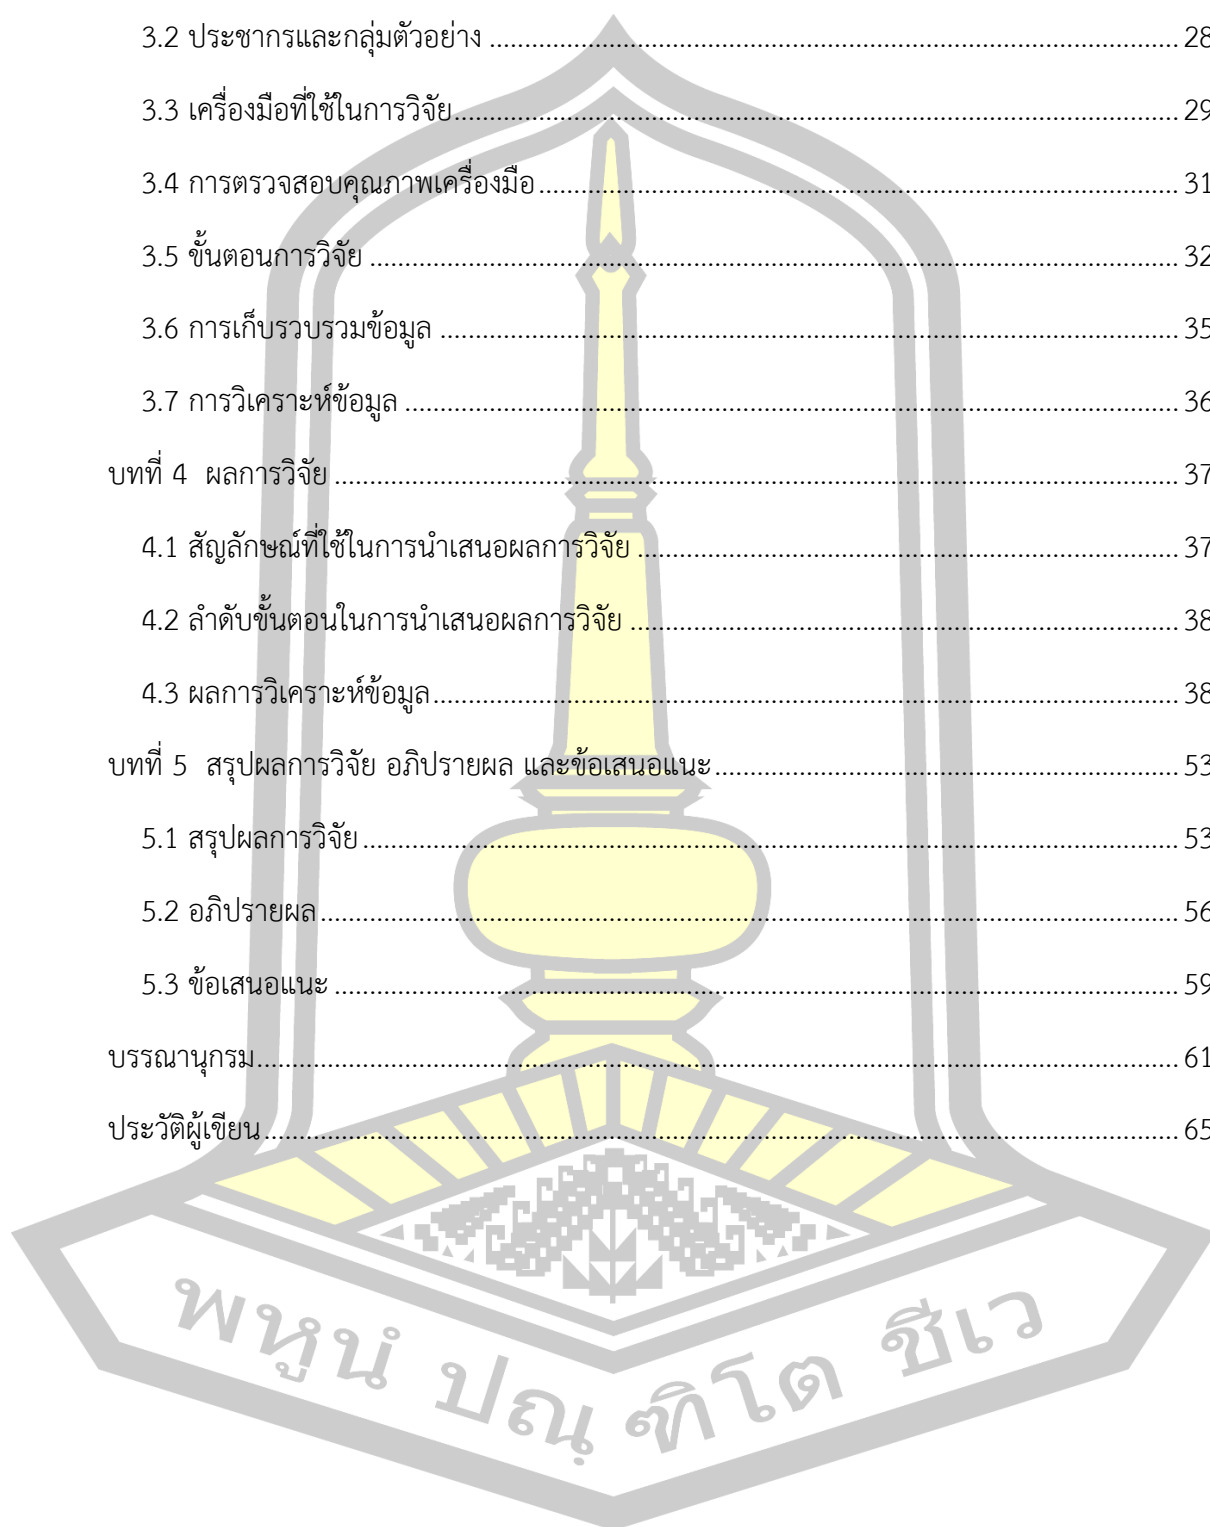 3.2 ประชากรและกลุ่มตัวอย่าง ........................................ 28
3.3 เครื่องมือที่ใช้ในการวิจัย ........................................ 29
3.4 การตรวจสอบคุณภาพเครื่องมือ ........................................ 31
3.5 ขั้นตอนการวิจัย ........................................ 32
3.6 การเก็บรวบรวมข้อมูล ........................................ 35
3.7 การวิเคราะห์ข้อมูล ........................................ 36
บทที่ 4 ผลการวิจัย ........................................ 37
4.1 สัญลักษณ์ที่ใช้ในการนำเสนอผลการวิจัย ........................................ 37
4.2 ลำดับขั้นตอนในการนำเสนอผลการวิจัย ........................................ 38
4.3 ผลการวิเคราะห์ข้อมูล ........................................ 38
บทที่ 5 สรุปผลการวิจัย อภิปรายผล และข้อเสนอแนะ ........................................ 53
5.1 สรุปผลการวิจัย ........................................ 53
5.2 อภิปรายผล ........................................ 56
5.3 ข้อเสนอแนะ ........................................ 59
บรรณานุกรม ........................................ 61
ประวัติผู้เขียน ........................................ 65
พหูนํ ปณฺฑิโต ชีเว